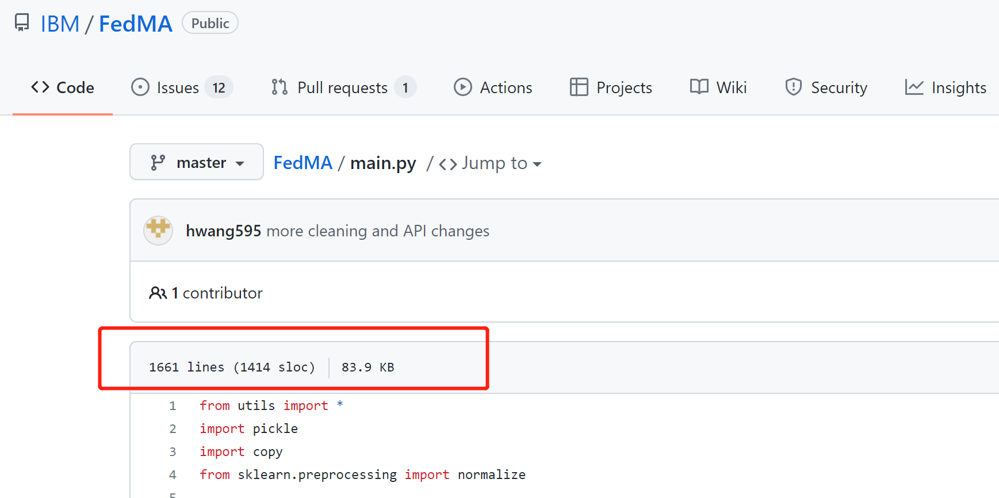 IBM / FedMA Public
Code Issues 12 Pull requests 1 Actions Projects Wiki Security Insights
master FedMA / main.py / <> Jump to
hwang595 more cleaning and API changes
1 contributor
1661 lines (1414 sloc) 83.9 KB
1 from utils import *
2 import pickle
3 import copy
4 from sklearn.preprocessing import normalize
5